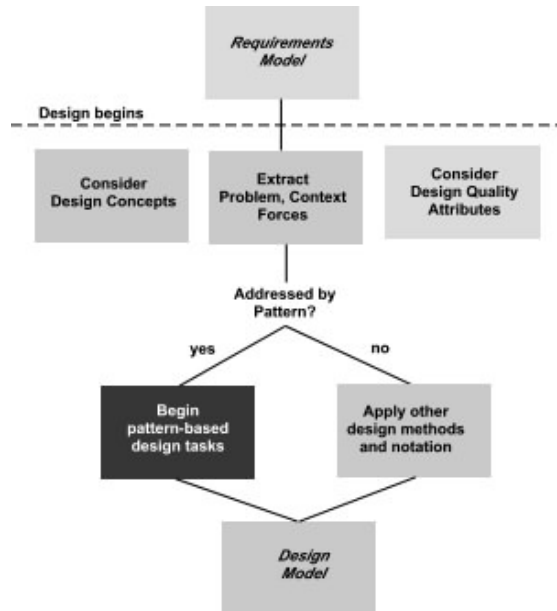 Requirements
Model
Design begins
Consider
Design Concepts
Extract
Problem, Context
Forces
Consider
Design Quality
Attributes
Addressed by
Pattern?
yes
no
Begin
pattern-based
design tasks
Apply other
design methods
and notation
Design
Model